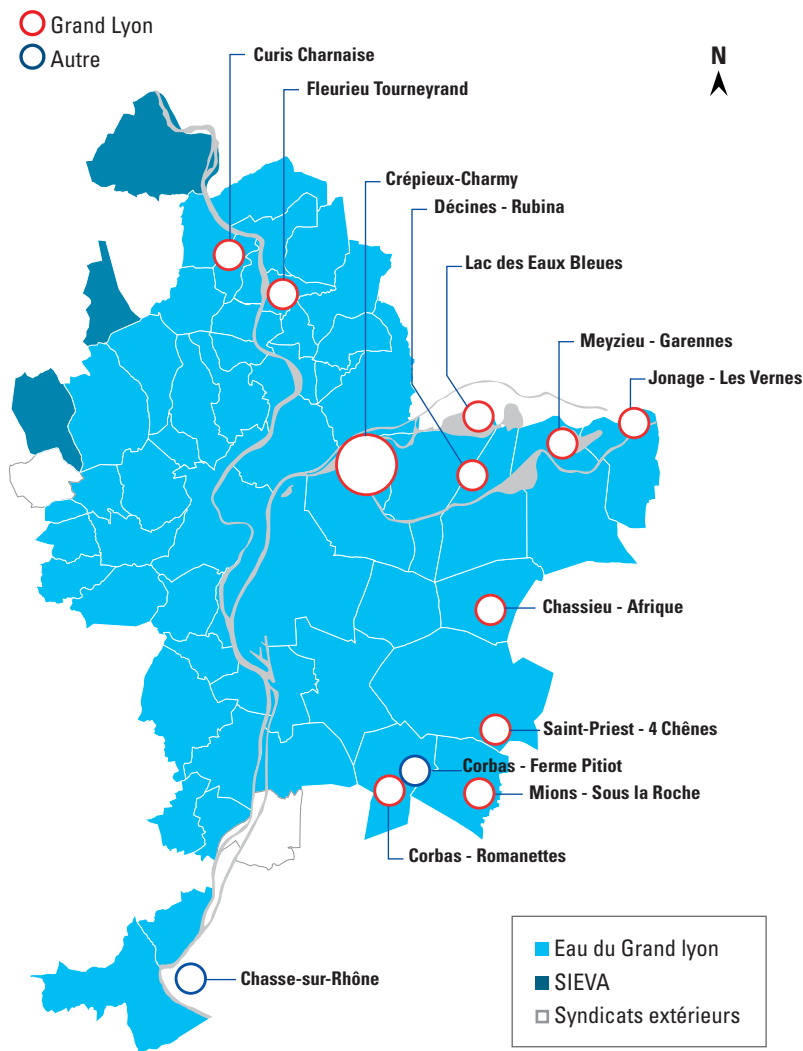 Grand Lyon
Autre
N
Curis Charnaise
Fleurieu Tourneyrand
Crépieux-Charmy
Décines - Rubina
Lac des Eaux Bleues
Meyzieu - Garennes
Jonage - Les Vernes
Chassieu - Afrique
Saint-Priest - 4 Chênes
Corbas - Ferme Pitiot
Mions - Sous la Roche
Corbas - Romanettes
Chasse-sur-Rhône
Eau du Grand lyon
SIEVA
Syndicats extérieurs